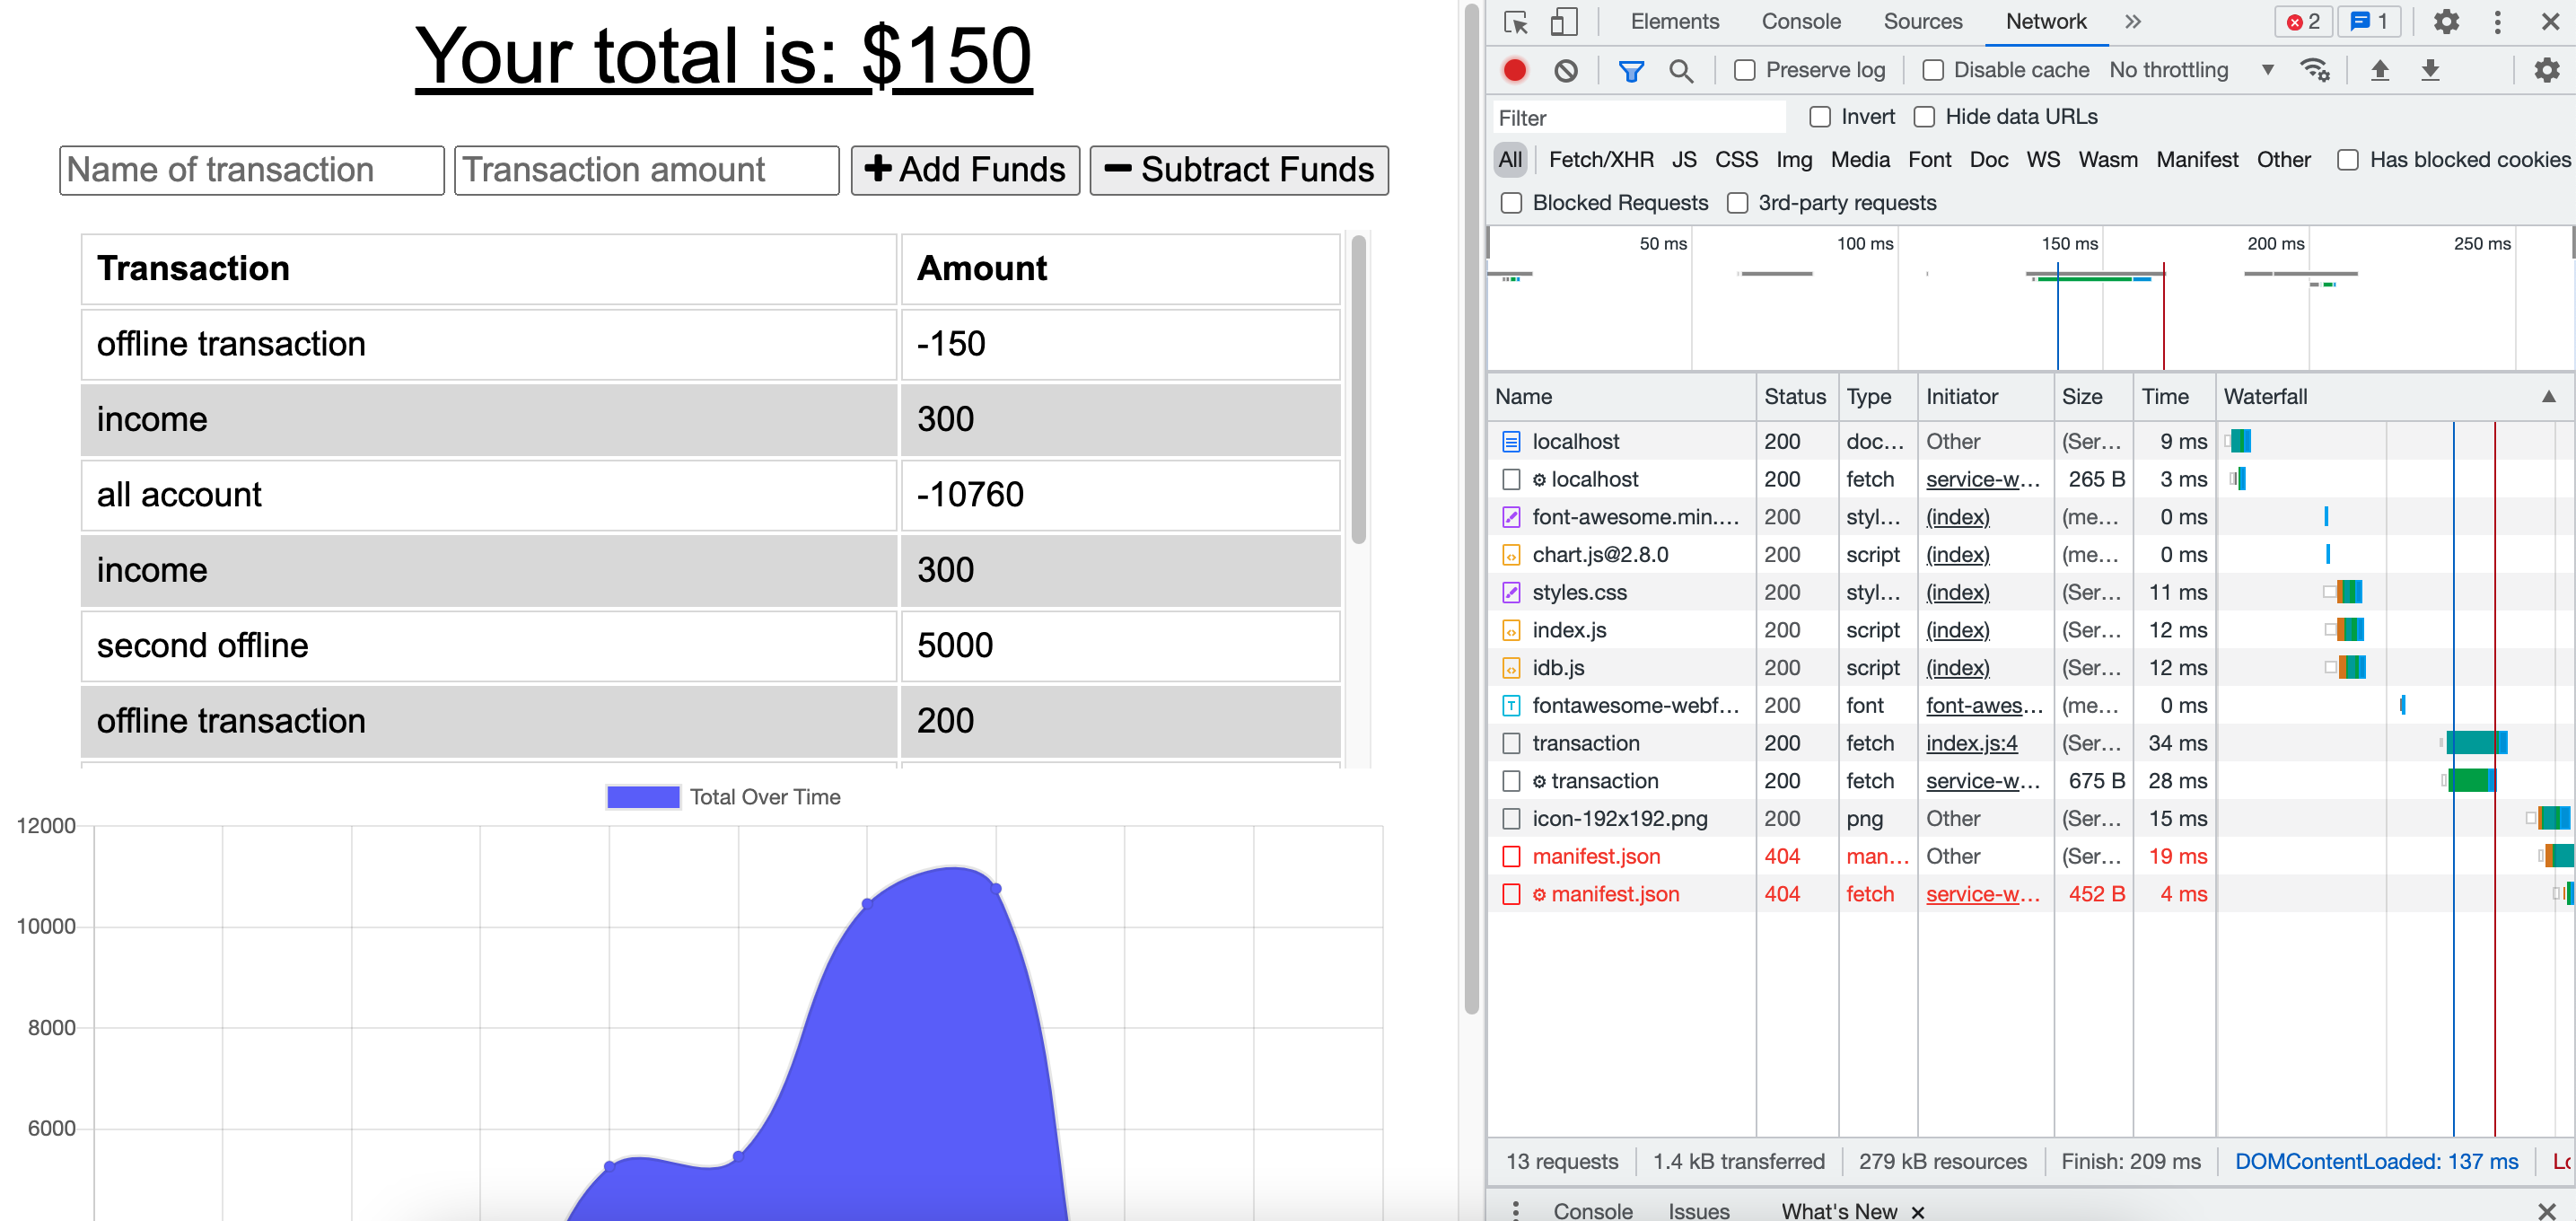 Your total is: $150
Name of transaction Transaction amount Add Funds Subtract Funds
Transaction Amount
offline transaction -150
income 300
all account -10760
income 300
second offline 5000
offline transaction 200
Total Over Time
12000
10000
8000
6000
Elements Console Sources Network 2 1
Preserve log Disable cache No throttling
Filter Invert Hide data URLs
All Fetch/XHR JS CSS Img Media Font Doc WS Wasm Manifest Other Has blocked cookies
Blocked Requests 3rd-party requests
50 ms 100 ms 150 ms 200 ms 250 ms
Name Status Type Initiator Size Time Waterfall
localhost 200 doc... Other (Ser... 9 ms
localhost 200 fetch service-w... 265 B 3 ms
font-awesome.min.... 200 styl... (index) (me... 0 ms
chart.js@2.8.0 200 script (index) (me... 0 ms
styles.css 200 styl... (index) (Ser... 11 ms
index.js 200 script (index) (Ser... 12 ms
idb.js 200 script (index) (Ser... 12 ms
fontawesome-webf... 200 font font-awes... (me... 0 ms
transaction 200 fetch index.js:4 (Ser... 34 ms
transaction 200 fetch service-w... 675 B 28 ms
icon-192x192.png 200 png Other (Ser... 15 ms
manifest.json 404 man... Other (Ser... 19 ms
manifest.json 404 fetch service-w... 452 B 4 ms
13 requests 1.4 kB transferred 279 kB resources Finish: 209 ms DOMContentLoaded: 137 ms
Console Issues What's New